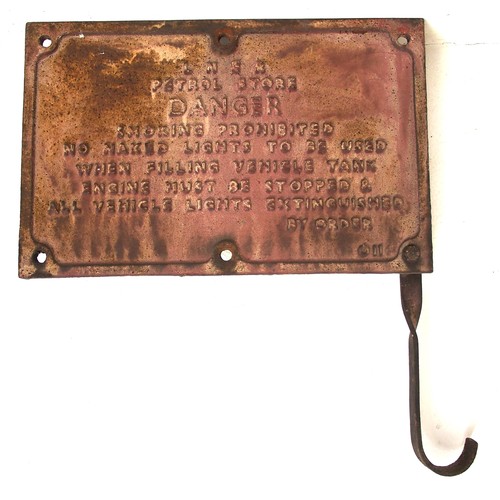 L N E R
PETROL STORE
DANGER
SMOKING PROHIBITED
NO NAKED LIGHTS TO BE USED
WHEN FILLING VEHICLE TANK
ENGINE MUST BE STOPPED &
ALL VEHICLE LIGHTS EXTINGUISHED
BY ORDER